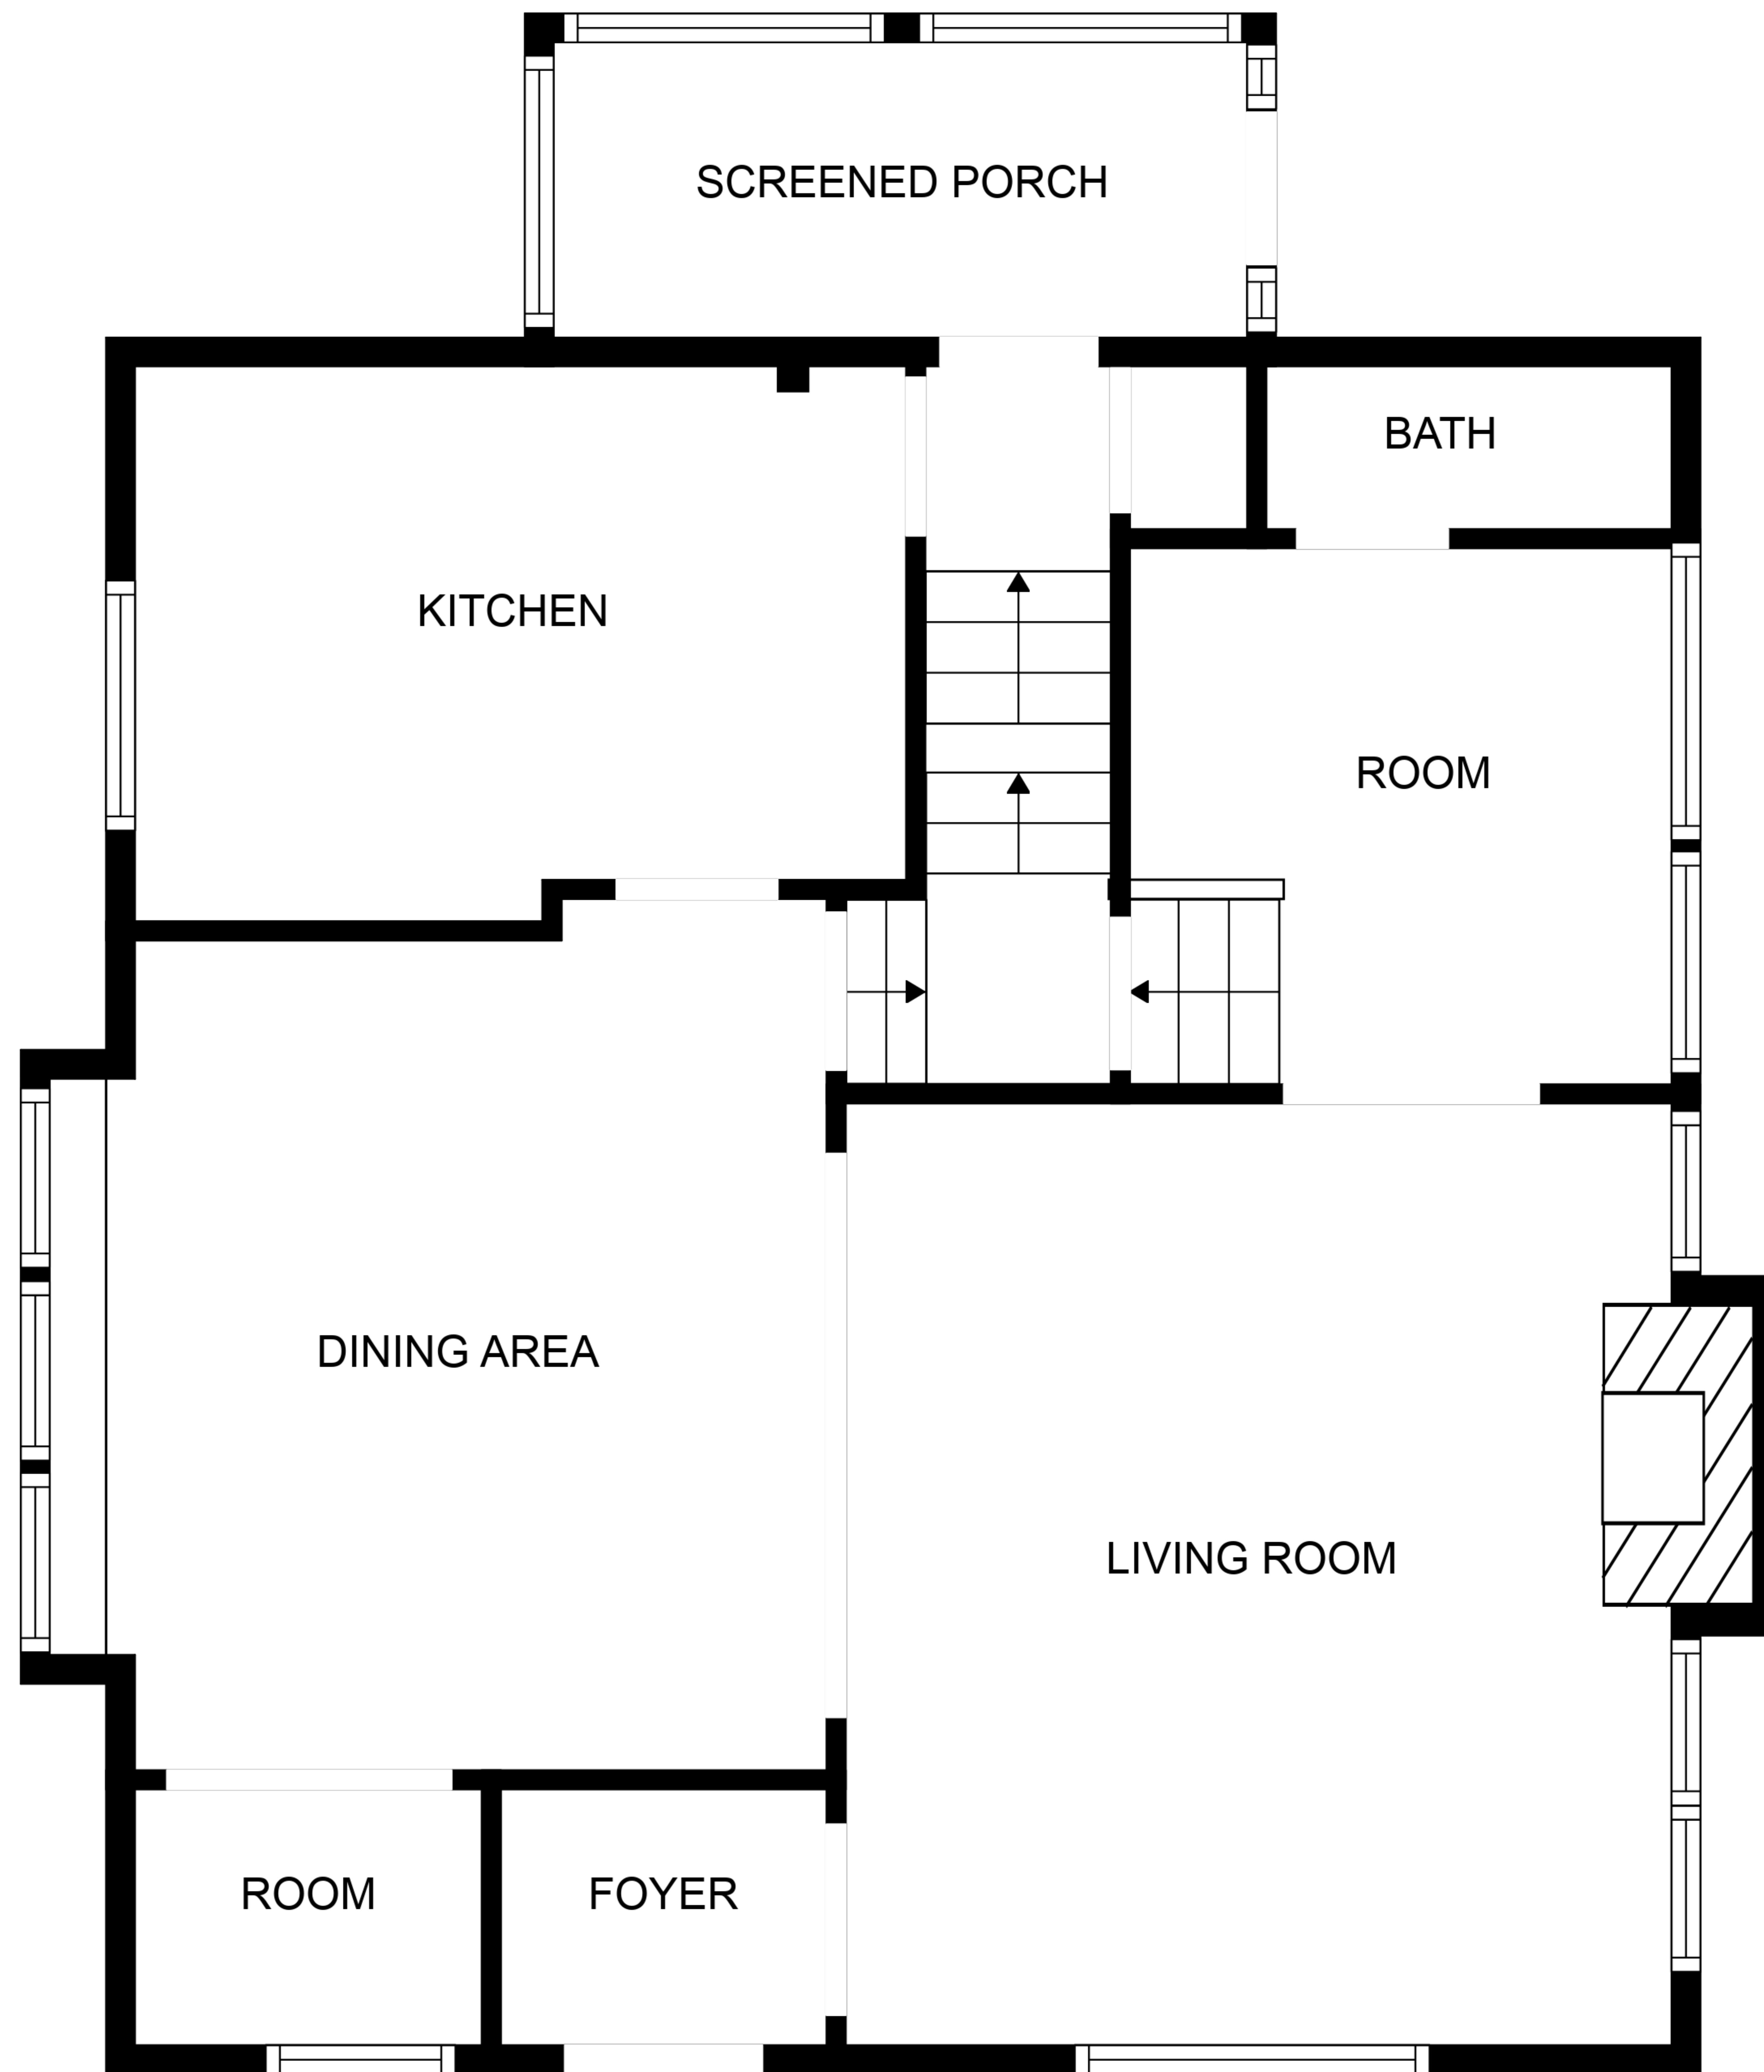 SCREENED PORCH
BATH
KITCHEN
ROOM
DINING AREA
LIVING ROOM
ROOM
FOYER